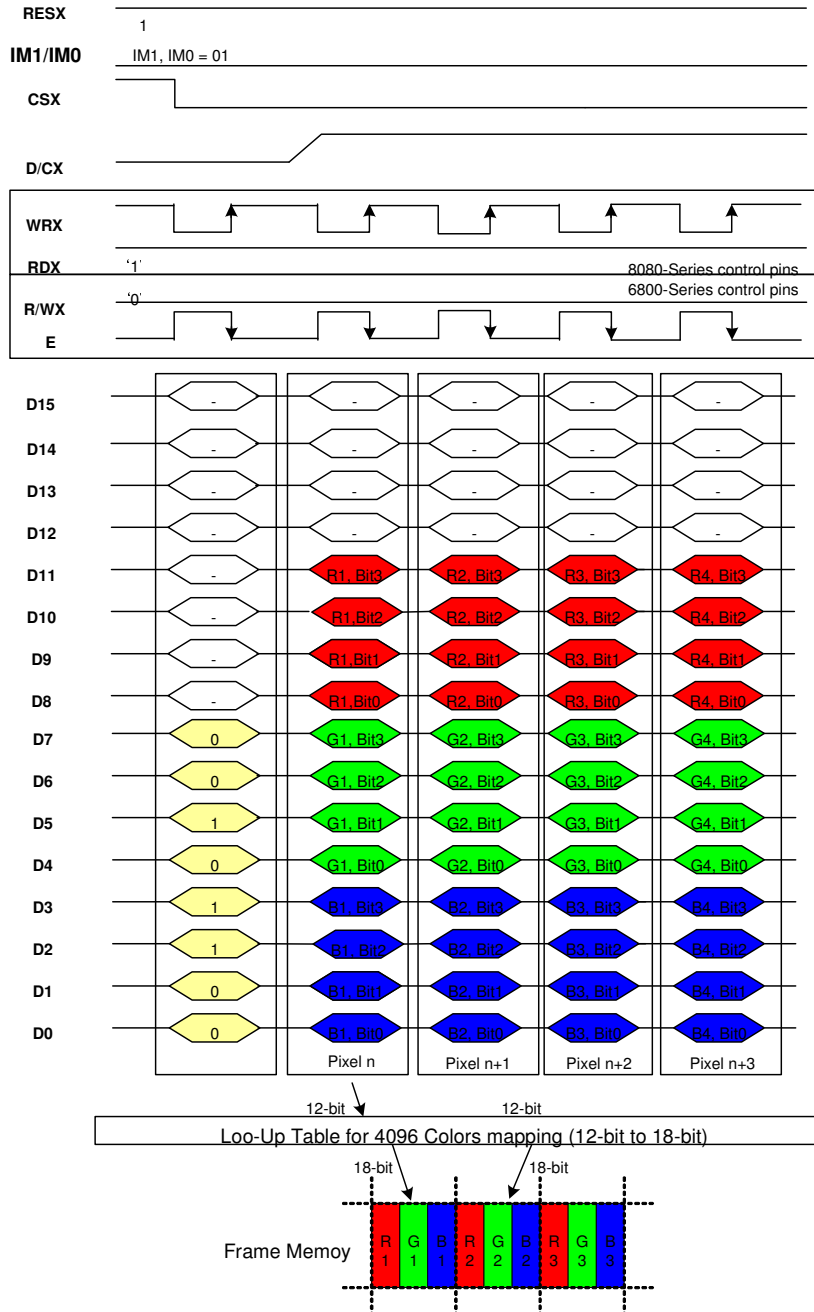 RESX
1
IM1/IM0 IM1, IM0 = 01
CSX
D/CX
WRX
RDX '1' 8080-Series control pins
6800-Series control pins
R/WX '0'
E
D15 - - - - -
D14 - - - - -
D13 - - - - -
D12 - - - - -
D11 - R1, Bit3 R2, Bit3 R3, Bit3 R4, Bit3
D10 - R1,Bit2 R2, Bit2 R3, Bit2 R4, Bit2
D9 - R1,Bit1 R2, Bit1 R3, Bit1 R4, Bit1
D8 - R1,Bit0 R2, Bit0 R3, Bit0 R4, Bit0
D7 0 G1, Bit3 G2, Bit3 G3, Bit3 G4, Bit3
D6 0 G1, Bit2 G2, Bit2 G3, Bit2 G4, Bit2
D5 1 G1, Bit1 G2, Bit1 G3, Bit1 G4, Bit1
D4 0 G1, Bit0 G2, Bit0 G3, Bit0 G4, Bit0
D3 1 B1, Bit3 B2, Bit3 B3, Bit3 B4, Bit3
D2 1 B1, Bit2 B2, Bit2 B3, Bit2 B4, Bit2
D1 0 B1, Bit1 B2, Bit1 B3, Bit1 B4, Bit1
D0 0 B1, Bit0 B2, Bit0 B3, Bit0 B4, Bit0
Pixel n Pixel n+1 Pixel n+2 Pixel n+3
12-bit 12-bit
Loo-Up Table for 4096 Colors mapping (12-bit to 18-bit)
18-bit 18-bit
Frame Memoy R1 G1 B1 R2 G2 B2 R3 G3 B3